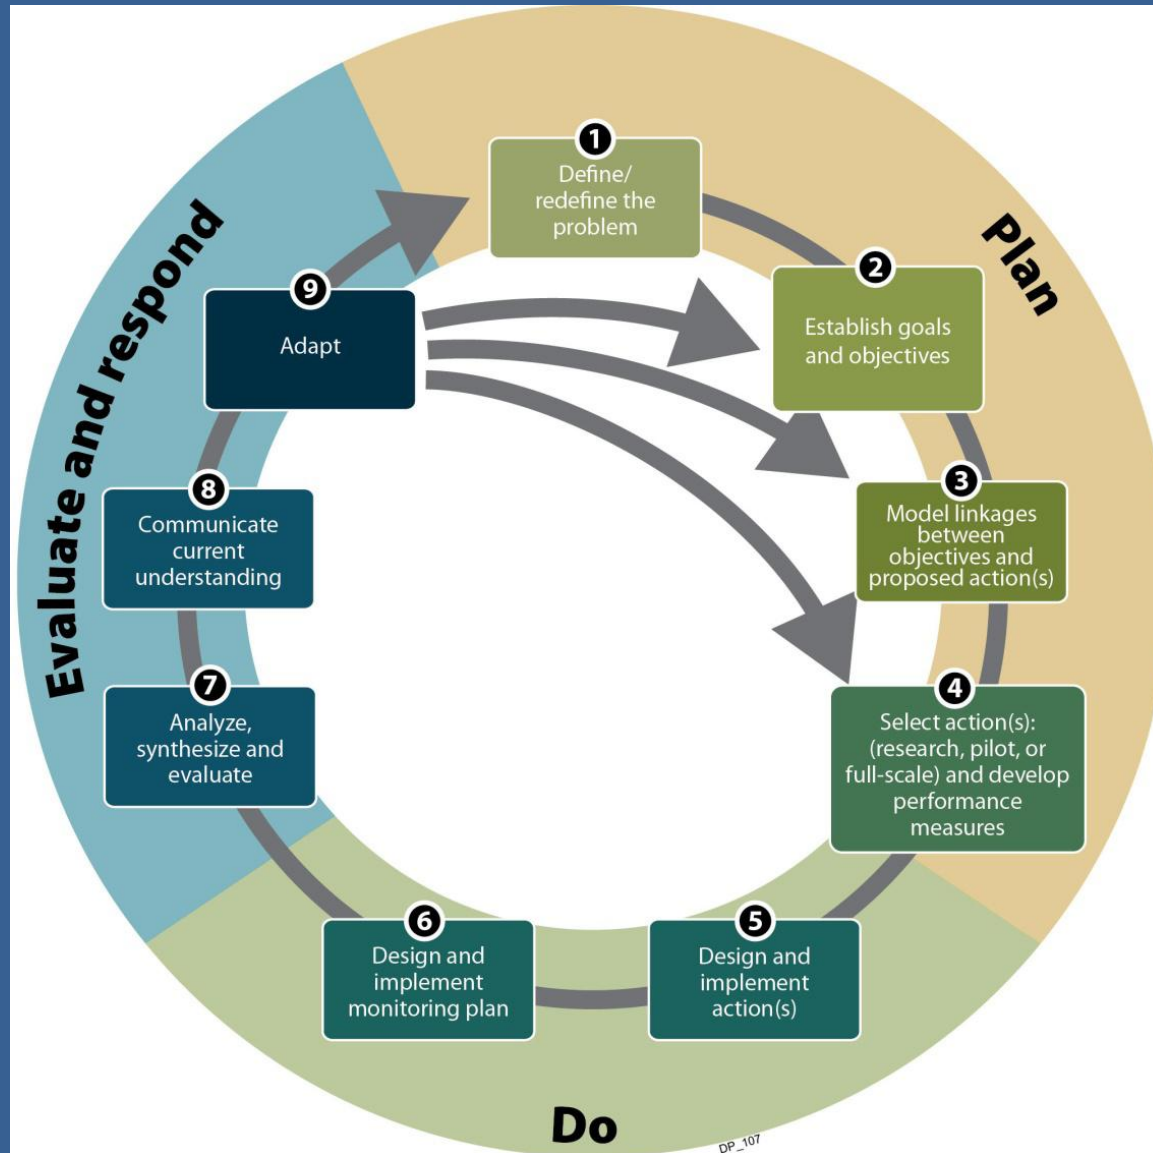 Plan
1
Define/
redefine the
problem
2
Establish goals
and objectives
3
Model linkages
between
objectives and
proposed action(s)
4
Select action(s):
(research, pilot, or
full-scale) and develop
performance
measures
Do
5
Design and
implement
action(s)
6
Design and
implement
monitoring plan
Evaluate and respond
7
Analyze,
synthesize and
evaluate
8
Communicate
current
understanding
9
Adapt
DP_107